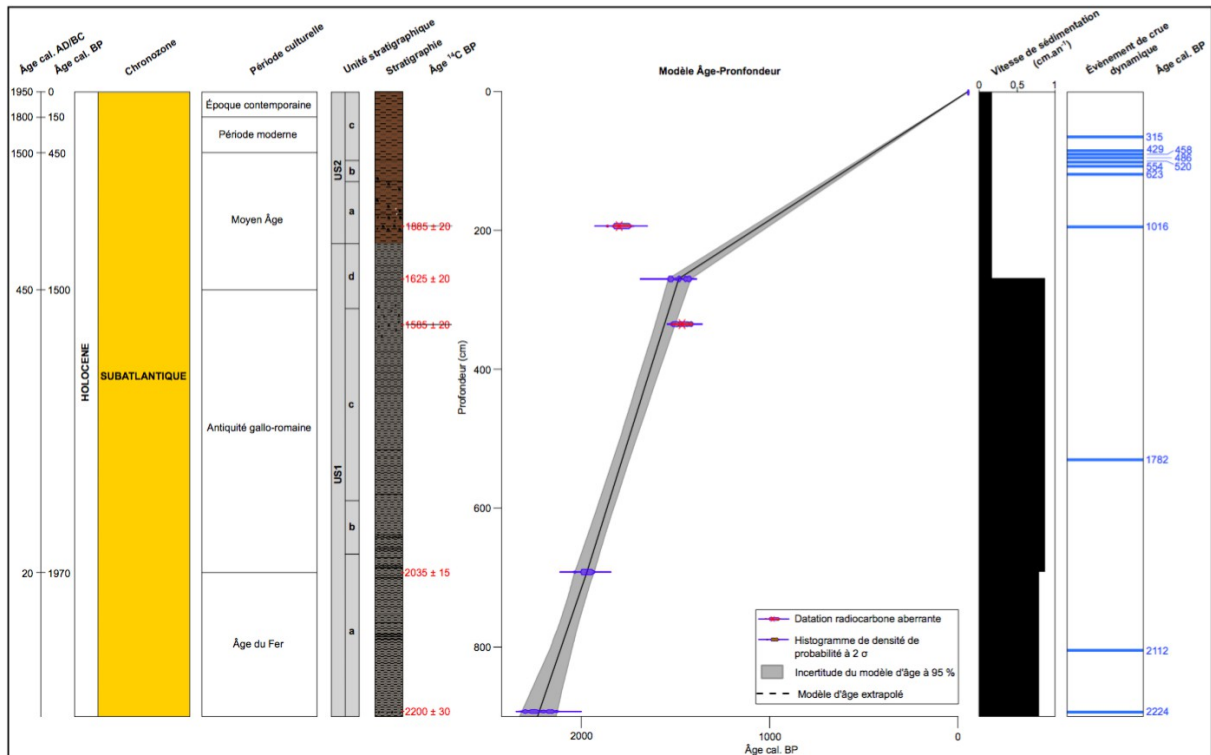 Âge cal. AD/BC
Âge cal. BP
Chronozone
Période culturelle
Unité stratigraphique
Stratigraphie
Âge ¹⁴C BP
Modèle Âge-Pronfondeur
Vitesse de sédimentation
(cm.an⁻¹)
Évènement de crue
dynamique
Âge cal. BP
1950 0
1800 150
1500 450
450 1500
20 1970
HOLOCENE
SUBATLANTIQUE
Époque contemporaine
Période moderne
Moyen Âge
Antiquité gallo-romaine
Âge du Fer
US2
c
b
a
US1
d
c
b
a
1885 ± 20
1625 ± 20
1585 ± 20
2035 ± 15
2200 ± 30
Profondeur (cm)
0
200
400
600
800
2000 1000 0
Âge cal. BP
Datation radiocarbone aberrante
Histogramme de densité de
probabilité à 2 σ
Incertitude du modèle d'âge à 95 %
Modèle d'âge extrapolé
0 0,5 1
315
429 458
486
554 520
623
1016
1782
2112
2224